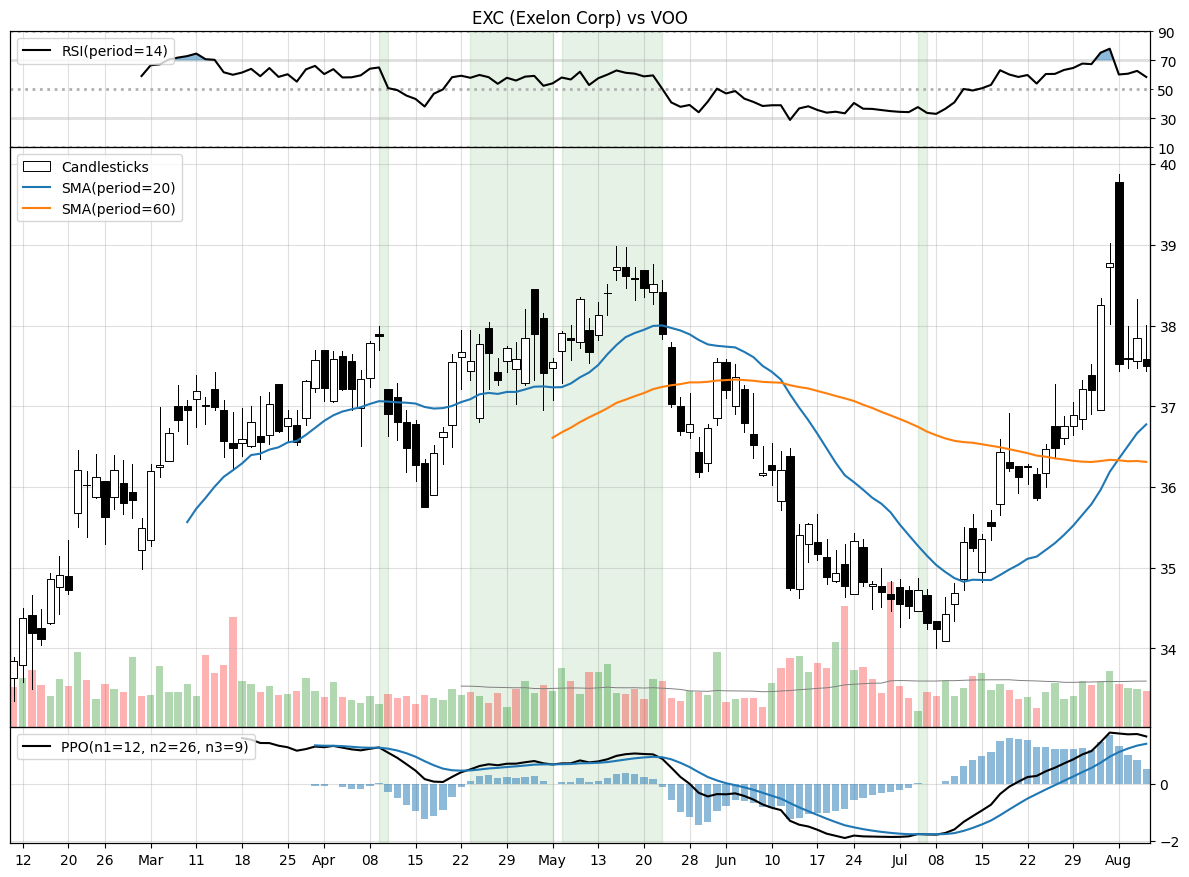 EXC (Exelon Corp) vs VOO
RSI(period=14)
90
70
50
30
10
Candlesticks
SMA(period=20)
SMA(period=60)
40
39
38
37
36
35
34
PPO(n1=12, n2=26, n3=9)
0
−2
12 20 26 Mar 11 18 25 Apr 08 15 22 29 May 13 20 28 Jun 10 17 24 Jul 08 15 22 29 Aug